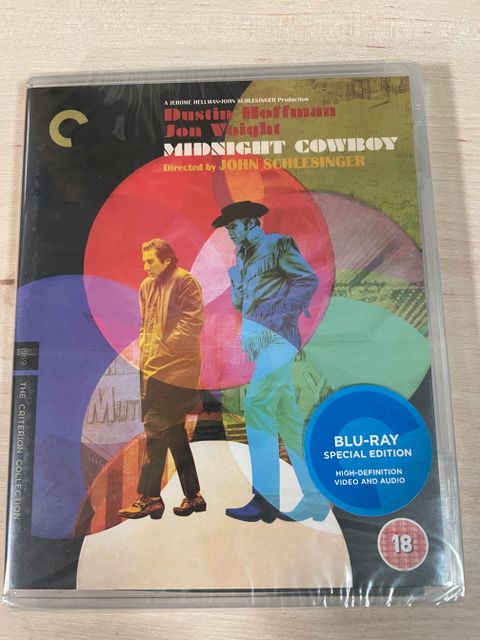 A JEROME HELLMAN-JOHN SCHLESINGER Production
Dustin Hoffman
Jon Voight
MIDNIGHT COWBOY
Directed by JOHN SCHLESINGER
THE CRITERION COLLECTION
Mutu
BLU-RAY
SPECIAL EDITION
HIGH-DEFINITION
VIDEO AND AUDIO
18